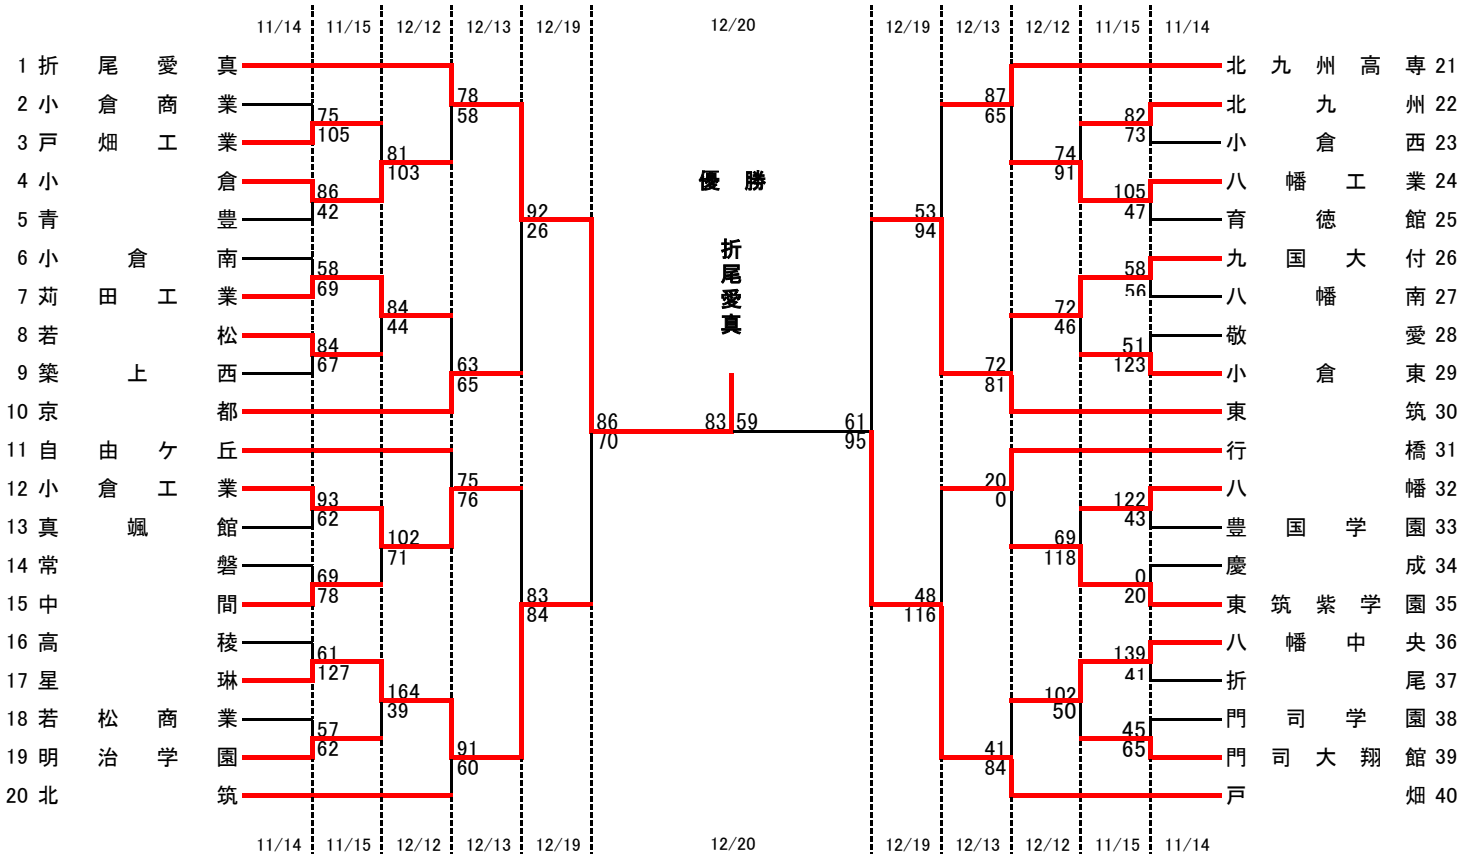 11/14 11/15 12/12 12/13 12/19 12/20 12/19 12/13 12/12 11/15 11/14
1 折尾愛真
2 小倉商業
3 戸畑工業
4 小倉
5 青豊
6 小倉南
7 苅田工業
8 若松
9 築上西
10 京都
11 自由ケ丘
12 小倉工業
13 真颯館
14 常磐
15 中間
16 高稜
17 星琳
18 若松商業
19 明治学園
20 北筑
75
105
86
42
58
69
84
67
93
62
69
78
61
127
57
62
81
103
84
44
102
71
164
39
78
58
63
65
75
76
91
60
92
26
83
84
86
70
優勝
折尾愛真
83 59
61
95
53
94
48
116
87
65
72
81
20
0
41
84
74
91
72
46
69
118
102
50
82
73
105
47
58
56
51
123
122
43
0
20
139
41
45
65
北九州高専 21
北九州 22
小倉西 23
八幡工業 24
育徳館 25
九国大付 26
八幡南 27
敬愛 28
小倉東 29
東筑 30
行橋 31
八幡 32
豊国学園 33
慶成 34
東筑紫学園 35
八幡中央 36
折尾 37
門司学園 38
門司大翔館 39
戸畑 40
11/14 11/15 12/12 12/13 12/19 12/20 12/19 12/13 12/12 11/15 11/14